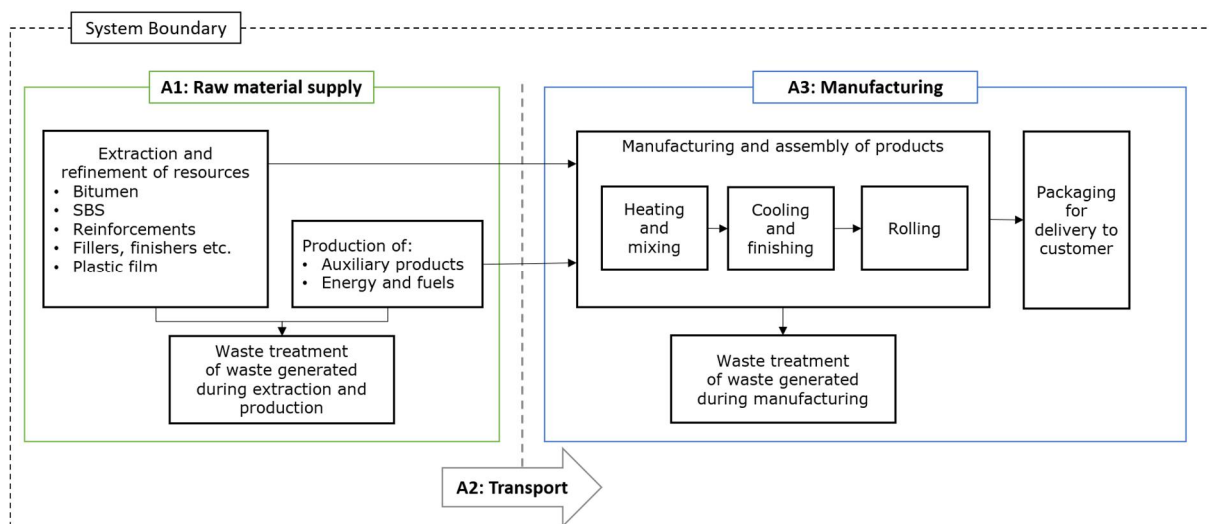 System Boundary
A1: Raw material supply
Extraction and
refinement of resources
• Bitumen
• SBS
• Reinforcements
• Fillers, finishers etc.
• Plastic film
Production of:
• Auxiliary products
• Energy and fuels
Waste treatment
of waste generated
during extraction and
production
A2: Transport
A3: Manufacturing
Manufacturing and assembly of products
Heating
and
mixing
Cooling
and
finishing
Rolling
Packaging
for
delivery to
customer
Waste treatment
of waste generated
during manufacturing